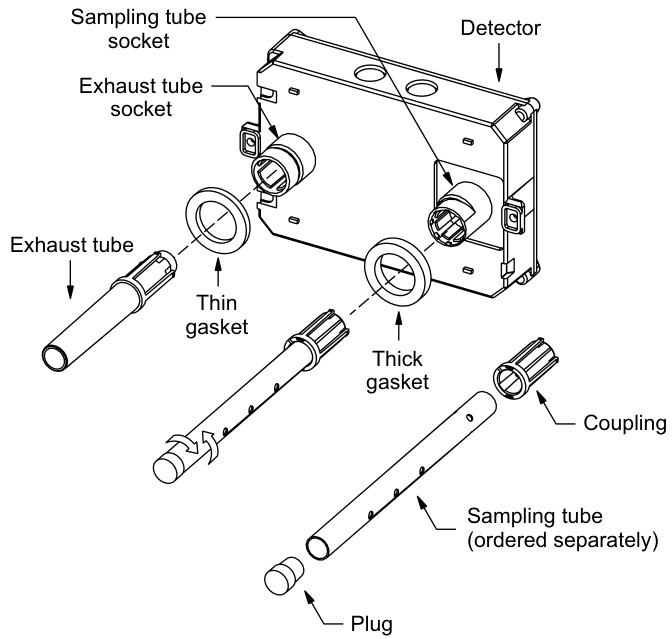 Sampling tube
socket
Detector
Exhaust tube
socket
Exhaust tube
Thin
gasket
Thick
gasket
Coupling
Sampling tube
(ordered separately)
Plug